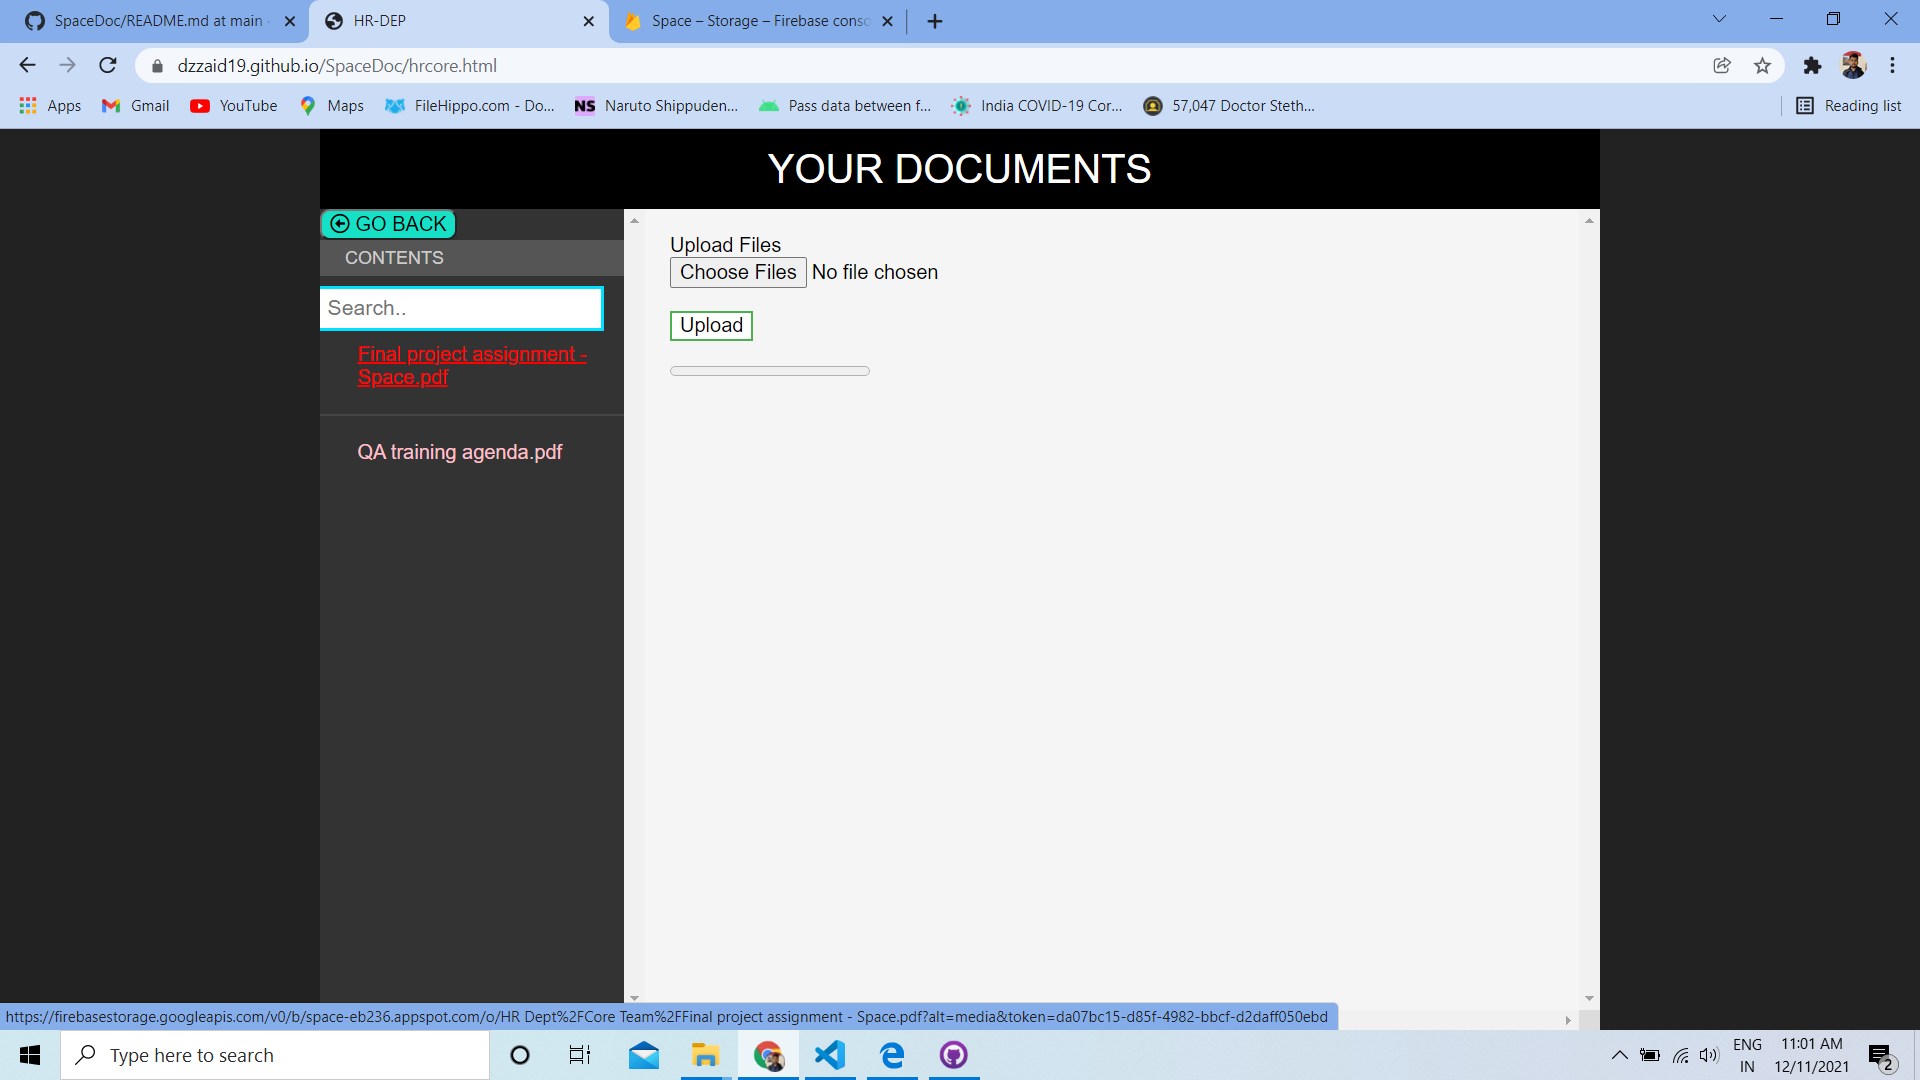 SpaceDoc/README.md at main
HR-DEP
Space – Storage – Firebase conso
dzzaid19.github.io/SpaceDoc/hrcore.html
Apps
Gmail
YouTube
Maps
FileHippo.com - Do...
NS
Naruto Shippuden...
Pass data between f...
India COVID-19 Cor...
57,047 Doctor Steth...
Reading list
YOUR DOCUMENTS
GO BACK
CONTENTS
Search..
Final project assignment -
Space.pdf
QA training agenda.pdf
Upload Files
Choose Files No file chosen
Upload
https://firebasestorage.googleapis.com/v0/b/space-eb236.appspot.com/o/HR Dept%2FCore Team%2FFinal project assignment - Space.pdf?alt=media&token=da07bc15-d85f-4982-bbcf-d2daff050ebd
Type here to search
ENG
IN
11:01 AM
12/11/2021
2